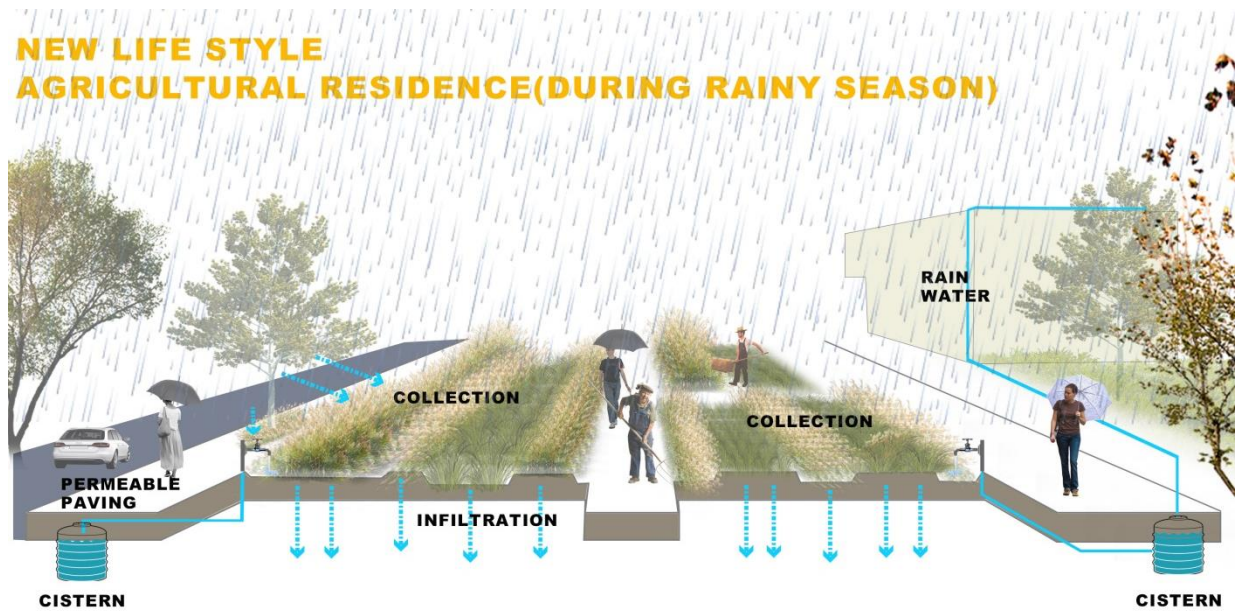 NEW LIFE STYLE
AGRICULTURAL RESIDENCE(DURING RAINY SEASON)
RAIN
WATER
COLLECTION
COLLECTION
PERMEABLE
PAVING
INFILTRATION
CISTERN
CISTERN